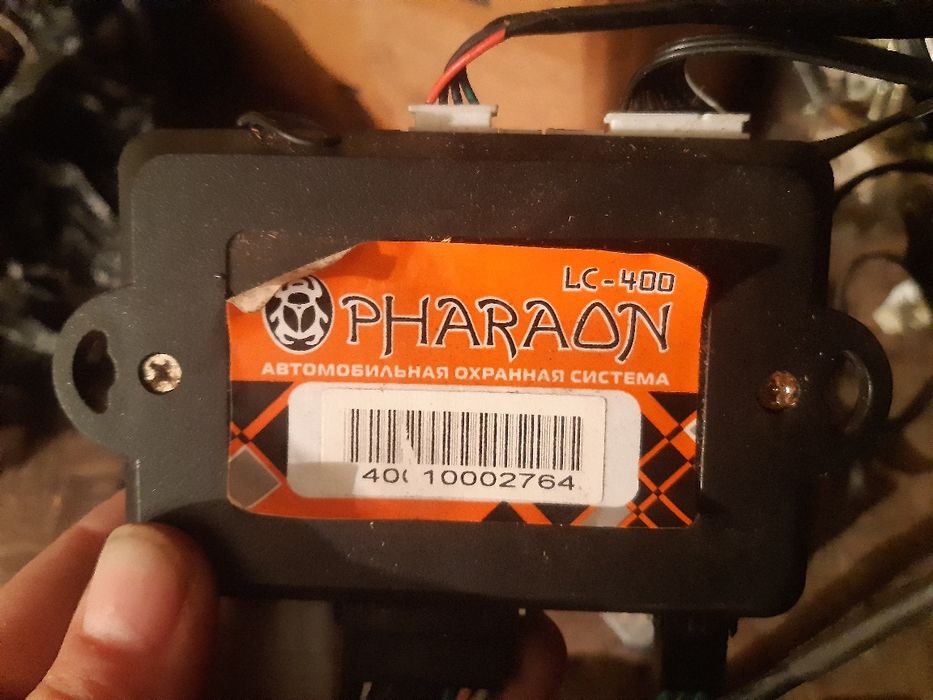 LC-400
PHARAON
АВТОМОБИЛЬНАЯ ОХРАННАЯ СИСТЕМА
10002764